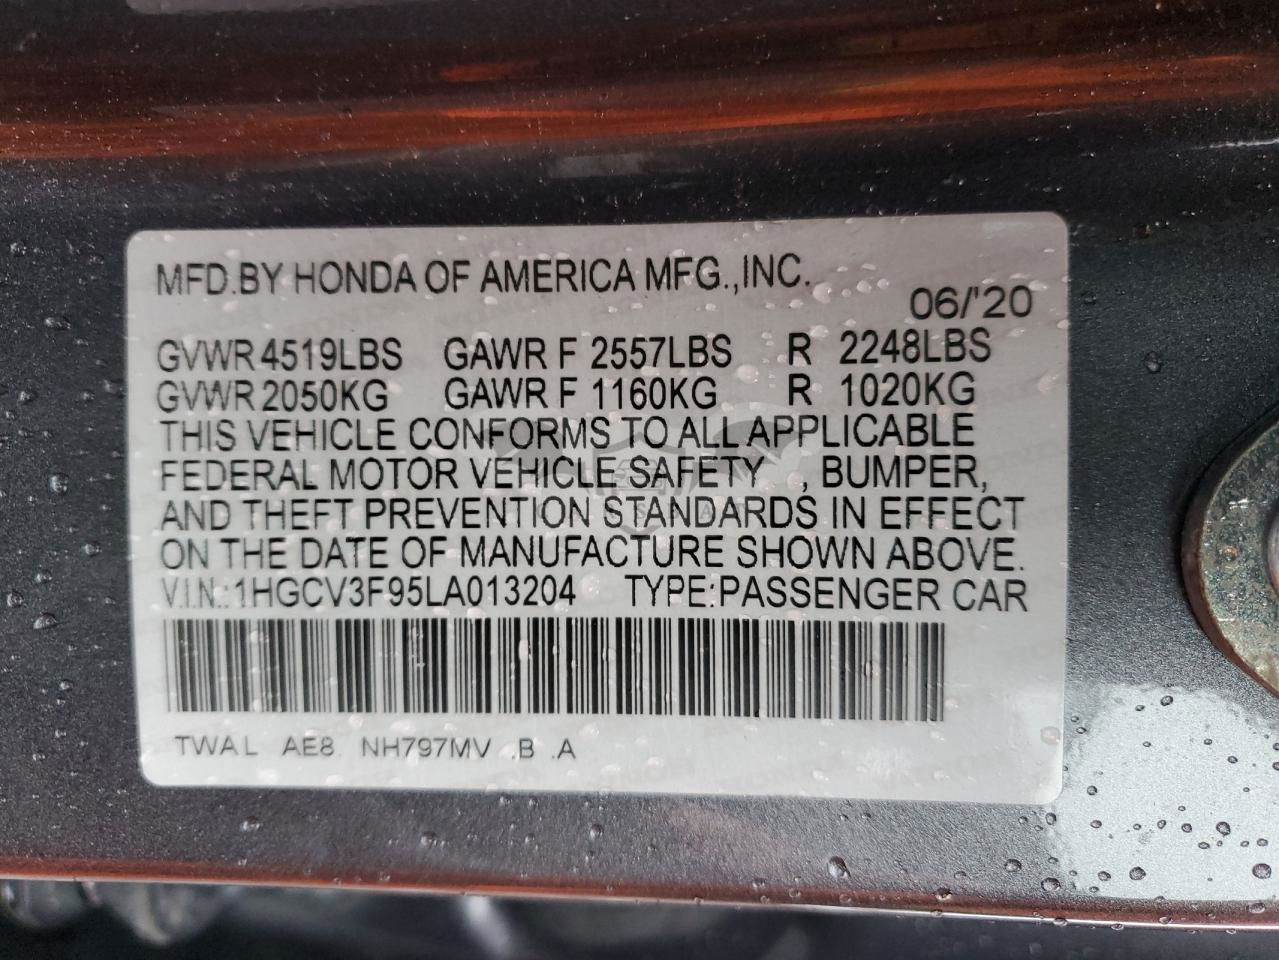 MFD.BY HONDA OF AMERICA MFG.,INC.
06/'20
GVWR 4519LBS GAWR F 2557LBS R 2248LBS
GVWR 2050KG GAWR F 1160KG R 1020KG
THIS VEHICLE CONFORMS TO ALL APPLICABLE
FEDERAL MOTOR VEHICLE SAFETY , BUMPER,
AND THEFT PREVENTION STANDARDS IN EFFECT
ON THE DATE OF MANUFACTURE SHOWN ABOVE.
V.I.N.: 1HGCV3F95LA013204 TYPE:PASSENGER CAR
TWAL AE8. NH797MV .B .A